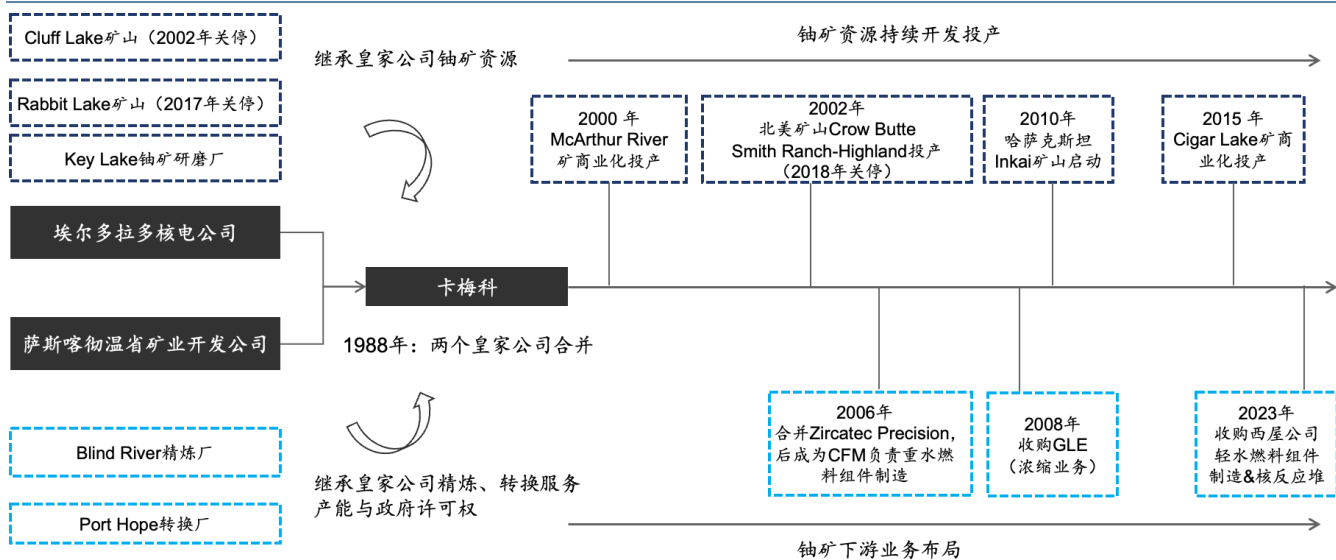 Cluff Lake矿山（2002年关停）
Rabbit Lake矿山（2017年关停）
Key Lake铀矿研磨厂
继承皇家公司铀矿资源
铀矿资源持续开发投产
2000 年
McArthur River
矿商业化投产
2002年
北美矿山Crow Butte
Smith Ranch-Highland投产
（2018年关停）
2010年
哈萨克斯坦
Inkai矿山启动
2015年
Cigar Lake矿商
业化投产
埃尔多拉多核电公司
萨斯喀彻温省矿业开发公司
卡梅科
1988年：两个皇家公司合并
Blind River精炼厂
Port Hope转换厂
继承皇家公司精炼、转换服务
产能与政府许可权
2006年
合并Zircatec Precision，
后成为CFM负责重水燃
料组件制造
2008年
收购GLE
（浓缩业务）
2023年
收购西屋公司
轻水燃料组件
制造&核反应堆
铀矿下游业务布局